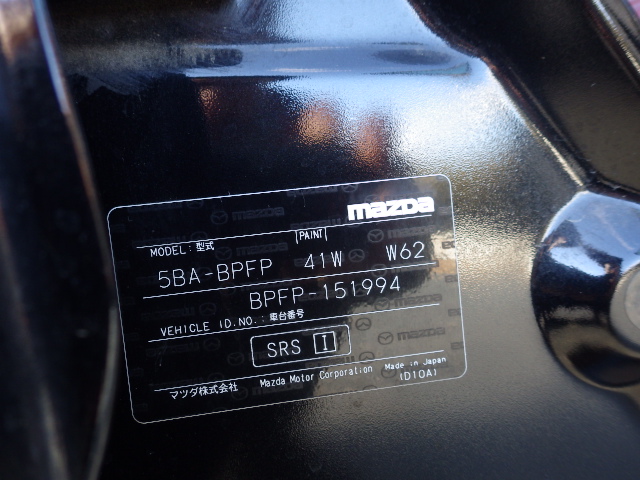 mazda
MODEL:型式 PAINT
5BA-BPFP 41W W62
BPFP-151994
VEHICLE ID.NO.:車台番号
SRS I
マツダ株式会社 Mazda Motor Corporation Made in Japan
(D10A)